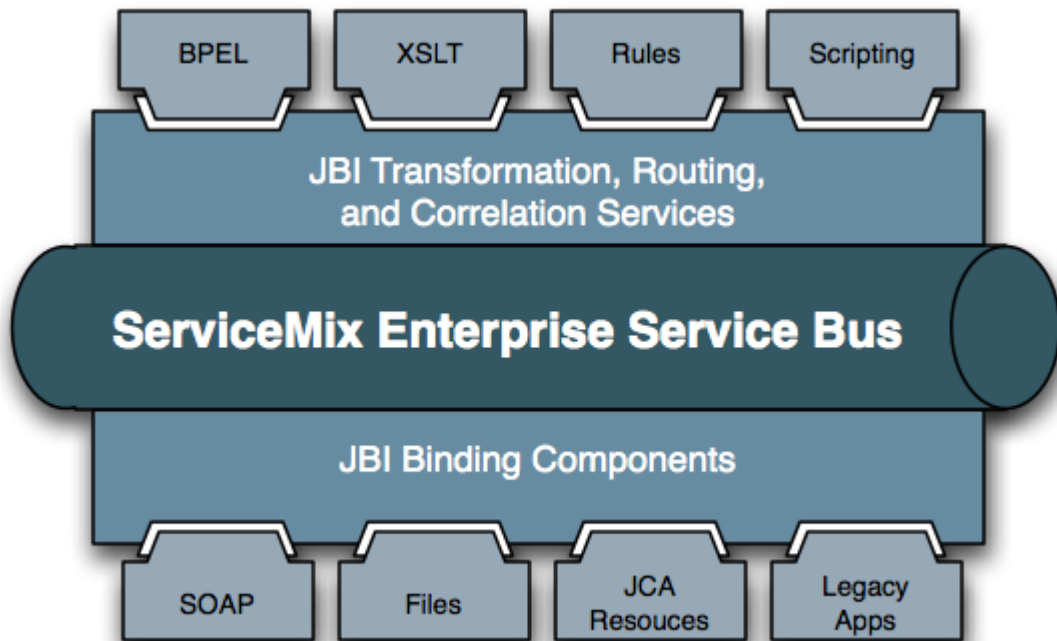 BPEL
XSLT
Rules
Scripting
JBI Transformation, Routing,
and Correlation Services
ServiceMix Enterprise Service Bus
JBI Binding Components
SOAP
Files
JCA
Resouces
Legacy
Apps